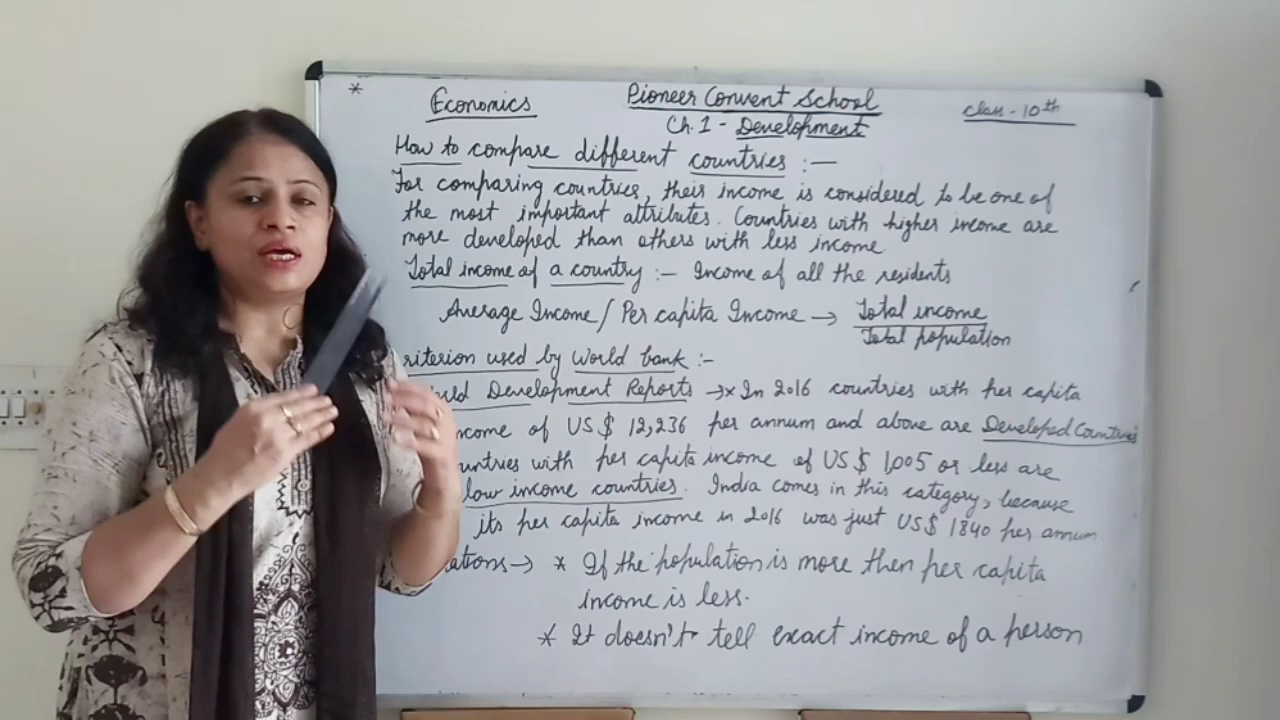 * Economics Pioneer Convent School Class - 10th
Ch. 1 - Development
How to compare different countries :—
For comparing countries, their income is considered to be one of
the most important attributes. Countries with higher income are
more developed than others with less income
Total income of a country :— Income of all the residents
Average Income / Per capita Income → Total income
Total population
riterion used by World bank :-
rld Development Reports → * In 2016 countries with per capita
ncome of US $ 12,236 per annum and above are Developed Countries
untries with per capita income of US $ 1,005 or less are
low income countries. India comes in this category, because
its per capita income in 2016 was just US $ 1840 per annum
ations → * If the population is more then per capita
income is less.
* It doesn't tell exact income of a person